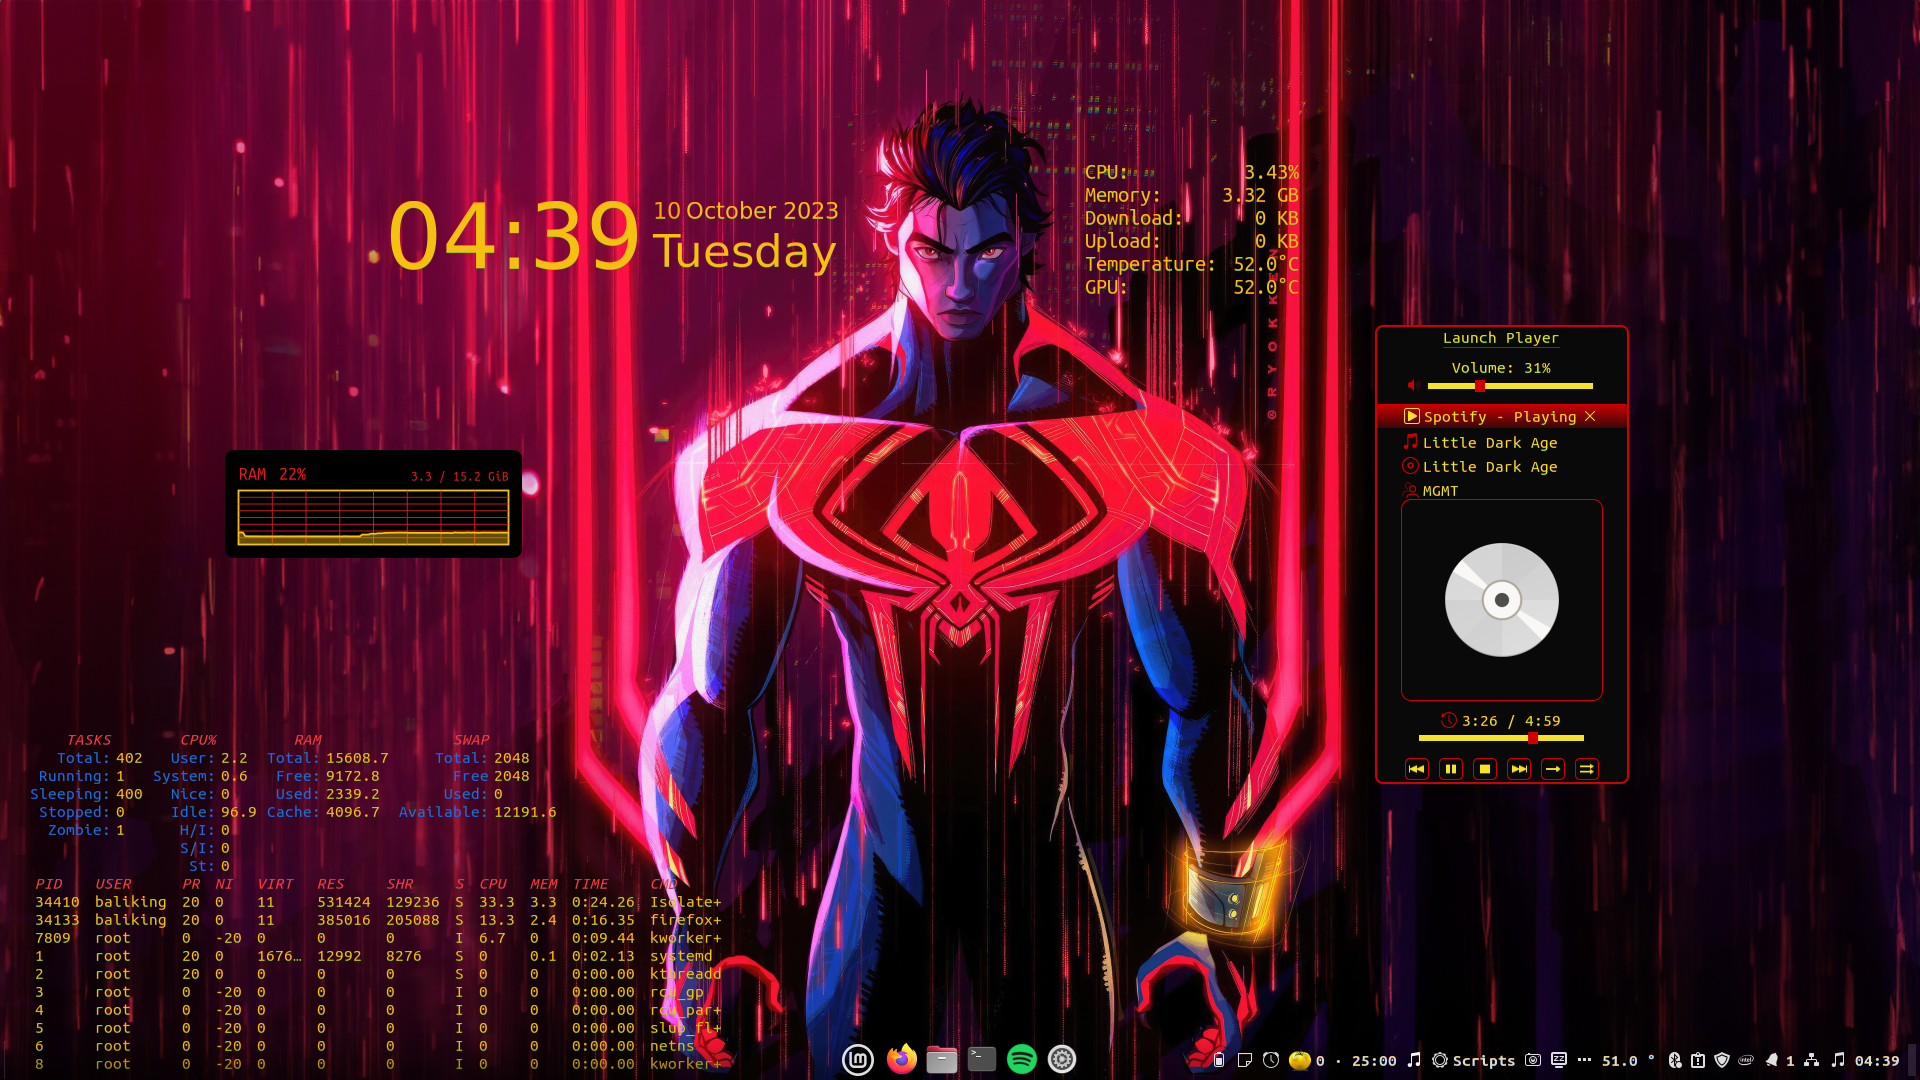 04:39
10 October 2023
Tuesday
CPU: 3.43%
Memory: 3.32 GB
Download: 0 KB
Upload: 0 KB
Temperature: 52.0°C
GPU: 52.0°C
Launch Player
Volume: 31%
Spotify - Playing
Little Dark Age
Little Dark Age
MGMT
3:26 / 4:59
RAM 22% 3.3 / 15.2 GiB
TASKS CPU% RAM SWAP
Total: 402 User: 2.2 Total: 15608.7 Total: 2048
Running: 1 System: 0.6 Free: 9172.8 Free 2048
Sleeping: 400 Nice: 0 Used: 2339.2 Used: 0
Stopped: 0 Idle: 96.9 Cache: 4096.7 Available: 12191.6
Zombie: 1 H/I: 0
S/I: 0
St: 0
PID USER PR NI VIRT RES SHR S CPU MEM TIME CMD
34410 baliking 20 0 11 531424 129236 S 33.3 3.3 0:24.26 Isolate+
34133 baliking 20 0 11 385016 205088 S 13.3 2.4 0:16.35 firefox+
7809 root 0 -20 0 0 0 I 6.7 0 0:09.44 kworker+
1 root 20 0 1676… 12992 8276 S 0 0.1 0:02.13 systemd
2 root 20 0 0 0 0 S 0 0 0:00.00 kthreadd
3 root 0 -20 0 0 0 I 0 0 0:00.00 rcu_gp
4 root 0 -20 0 0 0 I 0 0 0:00.00 rcu_par+
5 root 0 -20 0 0 0 I 0 0 0:00.00 slub_fl+
6 root 0 -20 0 0 0 I 0 0 0:00.00 netns
8 root 0 -20 0 0 0 I 0 0 0:00.00 kworker+
0 · 25:00 Scripts 51.0 ° 1 04:39